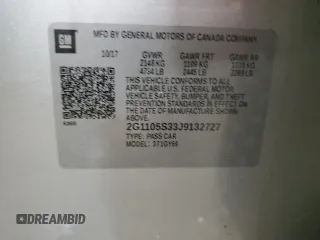 GM
MFD BY GENERAL MOTORS OF CANADA COMPANY
10/17 GVWR GAWR FRT GAWR RR
2148 KG 1109 KG
4734 LB 2445 LB 2289 LB
THIS VEHICLE CONFORMS TO ALL
APPLICABLE U.S. FEDERAL MOTOR
VEHICLE SAFETY, BUMPER, AND THEFT
PREVENTION STANDARDS IN EFFECT ON
THE DATE OF MANUFACTURE SHOWN ABOVE.
2G1105S33J9132727
TYPE: PASS CAR
MODEL:
© DREAMBID